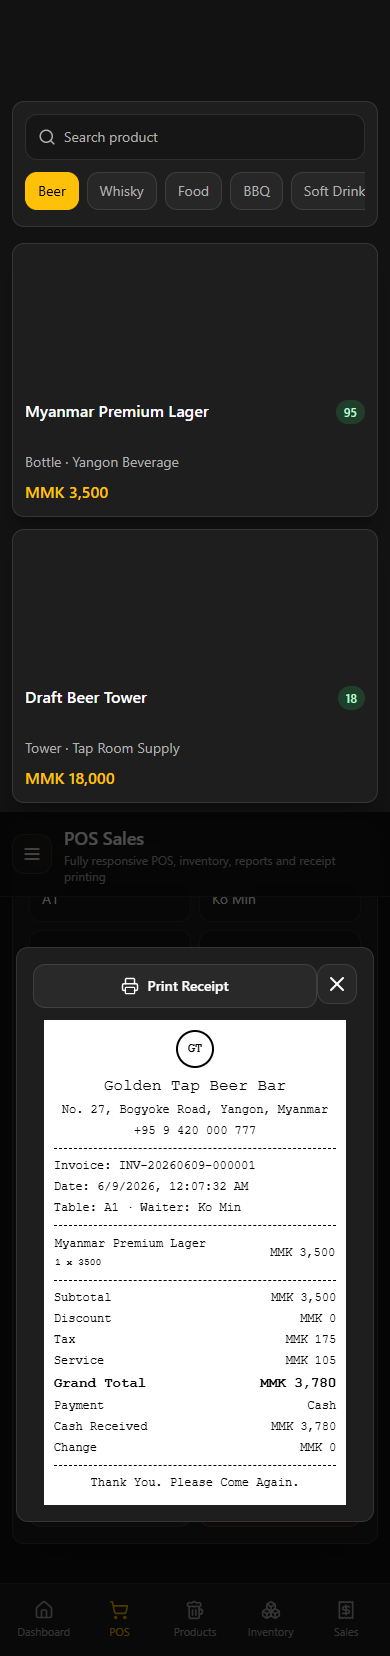 Search product
Beer
Whisky
Food
BBQ
Soft Drink
Myanmar Premium Lager
95
Bottle · Yangon Beverage
MMK 3,500
Draft Beer Tower
18
Tower · Tap Room Supply
MMK 18,000
POS Sales
Fully responsive POS, inventory, reports and receipt
printing
A1
Ko Min
Print Receipt
GT
Golden Tap Beer Bar
No. 27, Bogyoke Road, Yangon, Myanmar
+95 9 420 000 777
Invoice: INV-20260609-000001
Date: 6/9/2026, 12:07:32 AM
Table: A1 · Waiter: Ko Min
Myanmar Premium Lager
MMK 3,500
1 x 3500
Subtotal MMK 3,500
Discount MMK 0
Tax MMK 175
Service MMK 105
Grand Total MMK 3,780
Payment Cash
Cash Received MMK 3,780
Change MMK 0
Thank You. Please Come Again.
Dashboard
POS
Products
Inventory
Sales